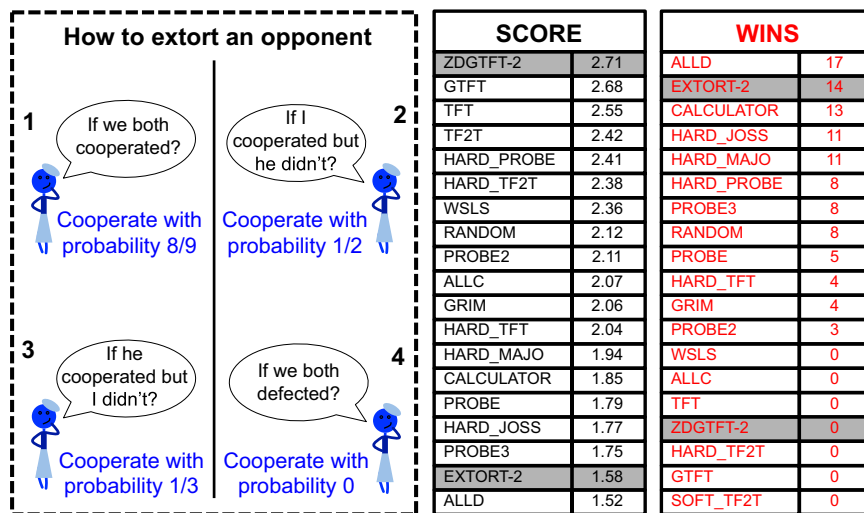 How to extort an opponent
1
If we both
cooperated?
Cooperate with
probability 8/9
2
If I
cooperated but
he didn't?
Cooperate with
probability 1/2
3
If he
cooperated but
I didn't?
Cooperate with
probability 1/3
4
If we both
defected?
Cooperate with
probability 0
SCORE
ZDGTFT-2 2.71
GTFT 2.68
TFT 2.55
TF2T 2.42
HARD_PROBE 2.41
HARD_TF2T 2.38
WSLS 2.36
RANDOM 2.12
PROBE2 2.11
ALLC 2.07
GRIM 2.06
HARD_TFT 2.04
HARD_MAJO 1.94
CALCULATOR 1.85
PROBE 1.79
HARD_JOSS 1.77
PROBE3 1.75
EXTORT-2 1.58
ALLD 1.52
WINS
ALLD 17
EXTORT-2 14
CALCULATOR 13
HARD_JOSS 11
HARD_MAJO 11
HARD_PROBE 8
PROBE3 8
RANDOM 8
PROBE 5
HARD_TFT 4
GRIM 4
PROBE2 3
WSLS 0
ALLC 0
TFT 0
ZDGTFT-2 0
HARD_TF2T 0
GTFT 0
SOFT_TF2T 0